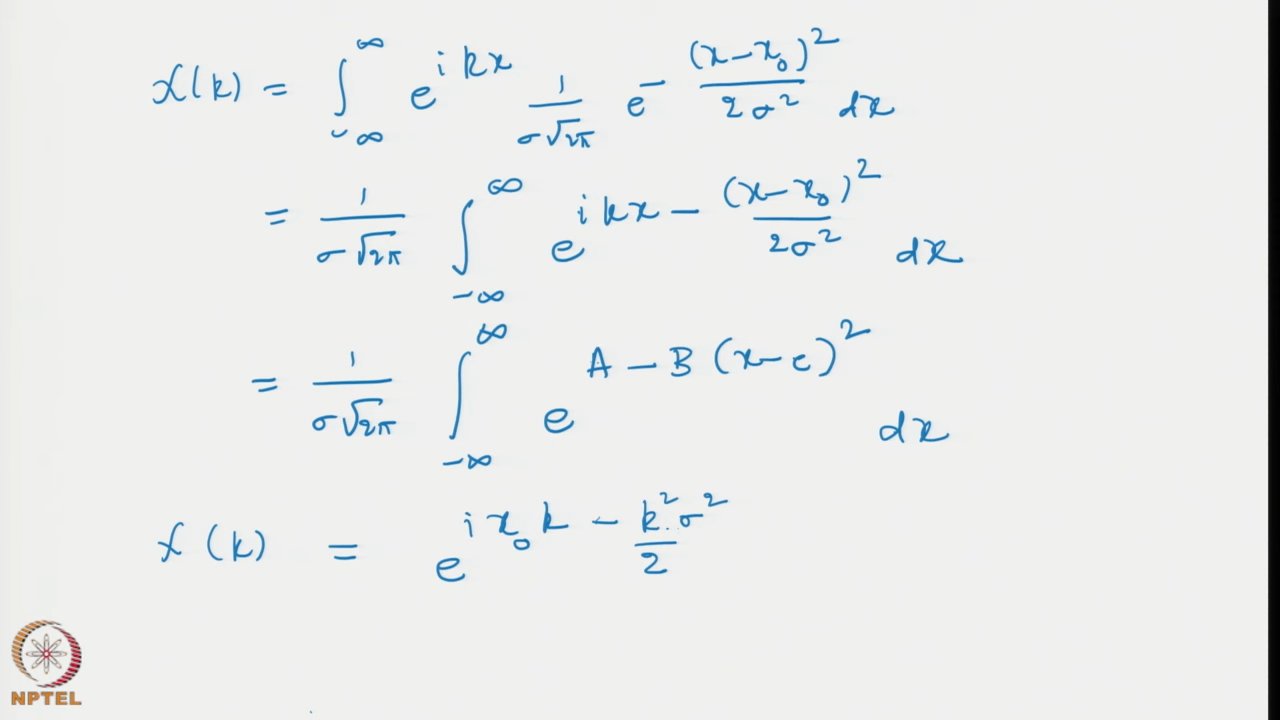 χ(k) = ∫_{-∞}^{∞} e^{ikx} 1/(σ√2π) e^{-(x-x₀)²/2σ²} dx
= 1/(σ√2π) ∫_{-∞}^{∞} e^{ikx - (x-x₀)²/2σ²} dx
= 1/(σ√2π) ∫_{-∞}^{∞} e^{A - B(x-c)²} dx
χ(k) = e^{ix₀k - k²σ²/2}
NPTEL